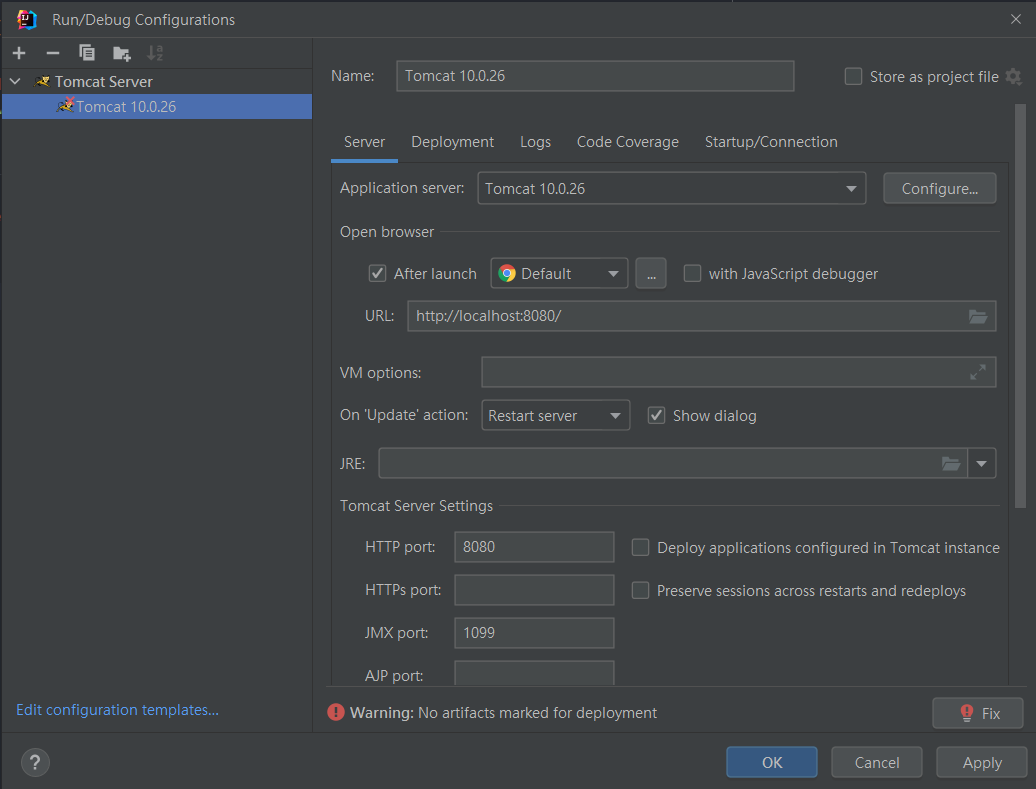 Run/Debug Configurations
Tomcat Server
Tomcat 10.0.26
Name: Tomcat 10.0.26 Store as project file
Server Deployment Logs Code Coverage Startup/Connection
Application server: Tomcat 10.0.26 Configure...
Open browser
After launch Default ... with JavaScript debugger
URL: http://localhost:8080/
VM options:
On 'Update' action: Restart server Show dialog
JRE:
Tomcat Server Settings
HTTP port: 8080 Deploy applications configured in Tomcat instance
HTTPs port: Preserve sessions across restarts and redeploys
JMX port: 1099
AJP port:
Edit configuration templates...
Warning: No artifacts marked for deployment Fix
? OK Cancel Apply